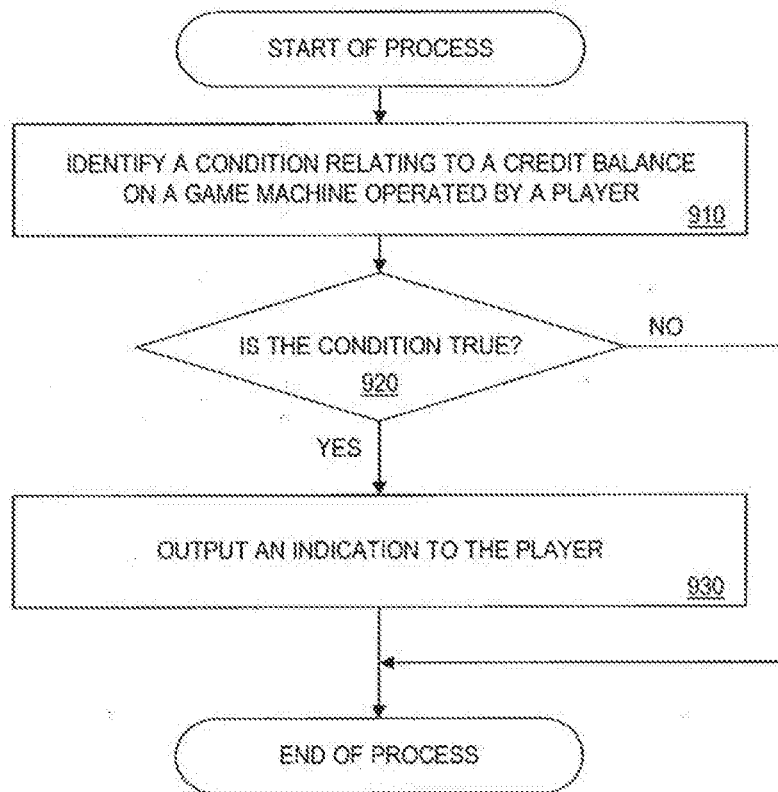 START OF PROCESS
IDENTIFY A CONDITION RELATING TO A CREDIT BALANCE
ON A GAME MACHINE OPERATED BY A PLAYER
910
IS THE CONDITION TRUE?
920
NO
YES
OUTPUT AN INDICATION TO THE PLAYER
930
END OF PROCESS